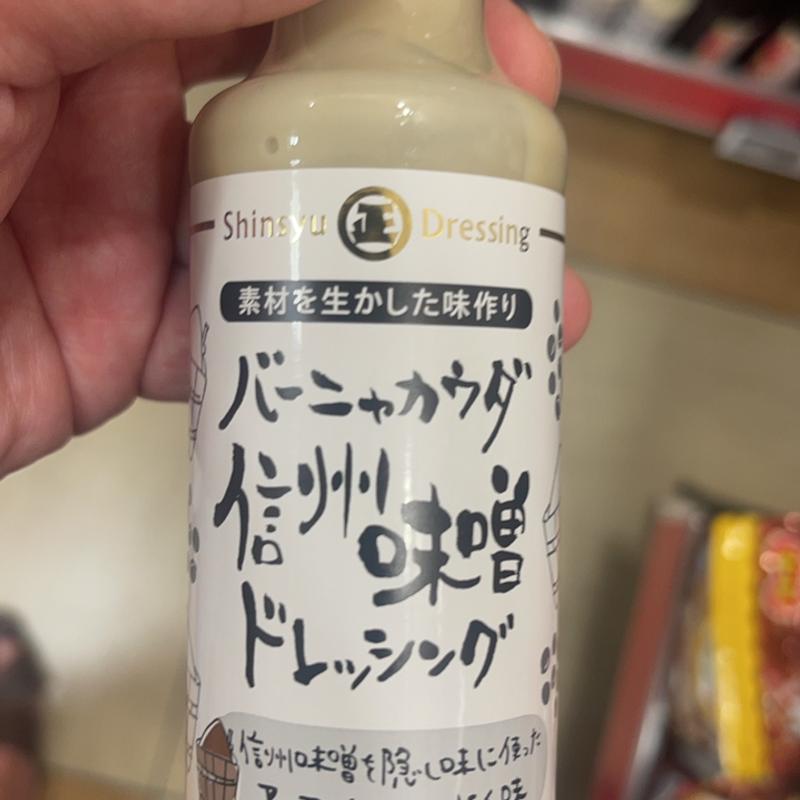 Shinsyu 正 Dressing
素材を生かした味作り
バーニャカウダ
信州味噌
ドレッシング
信州味噌を隠し味に使った